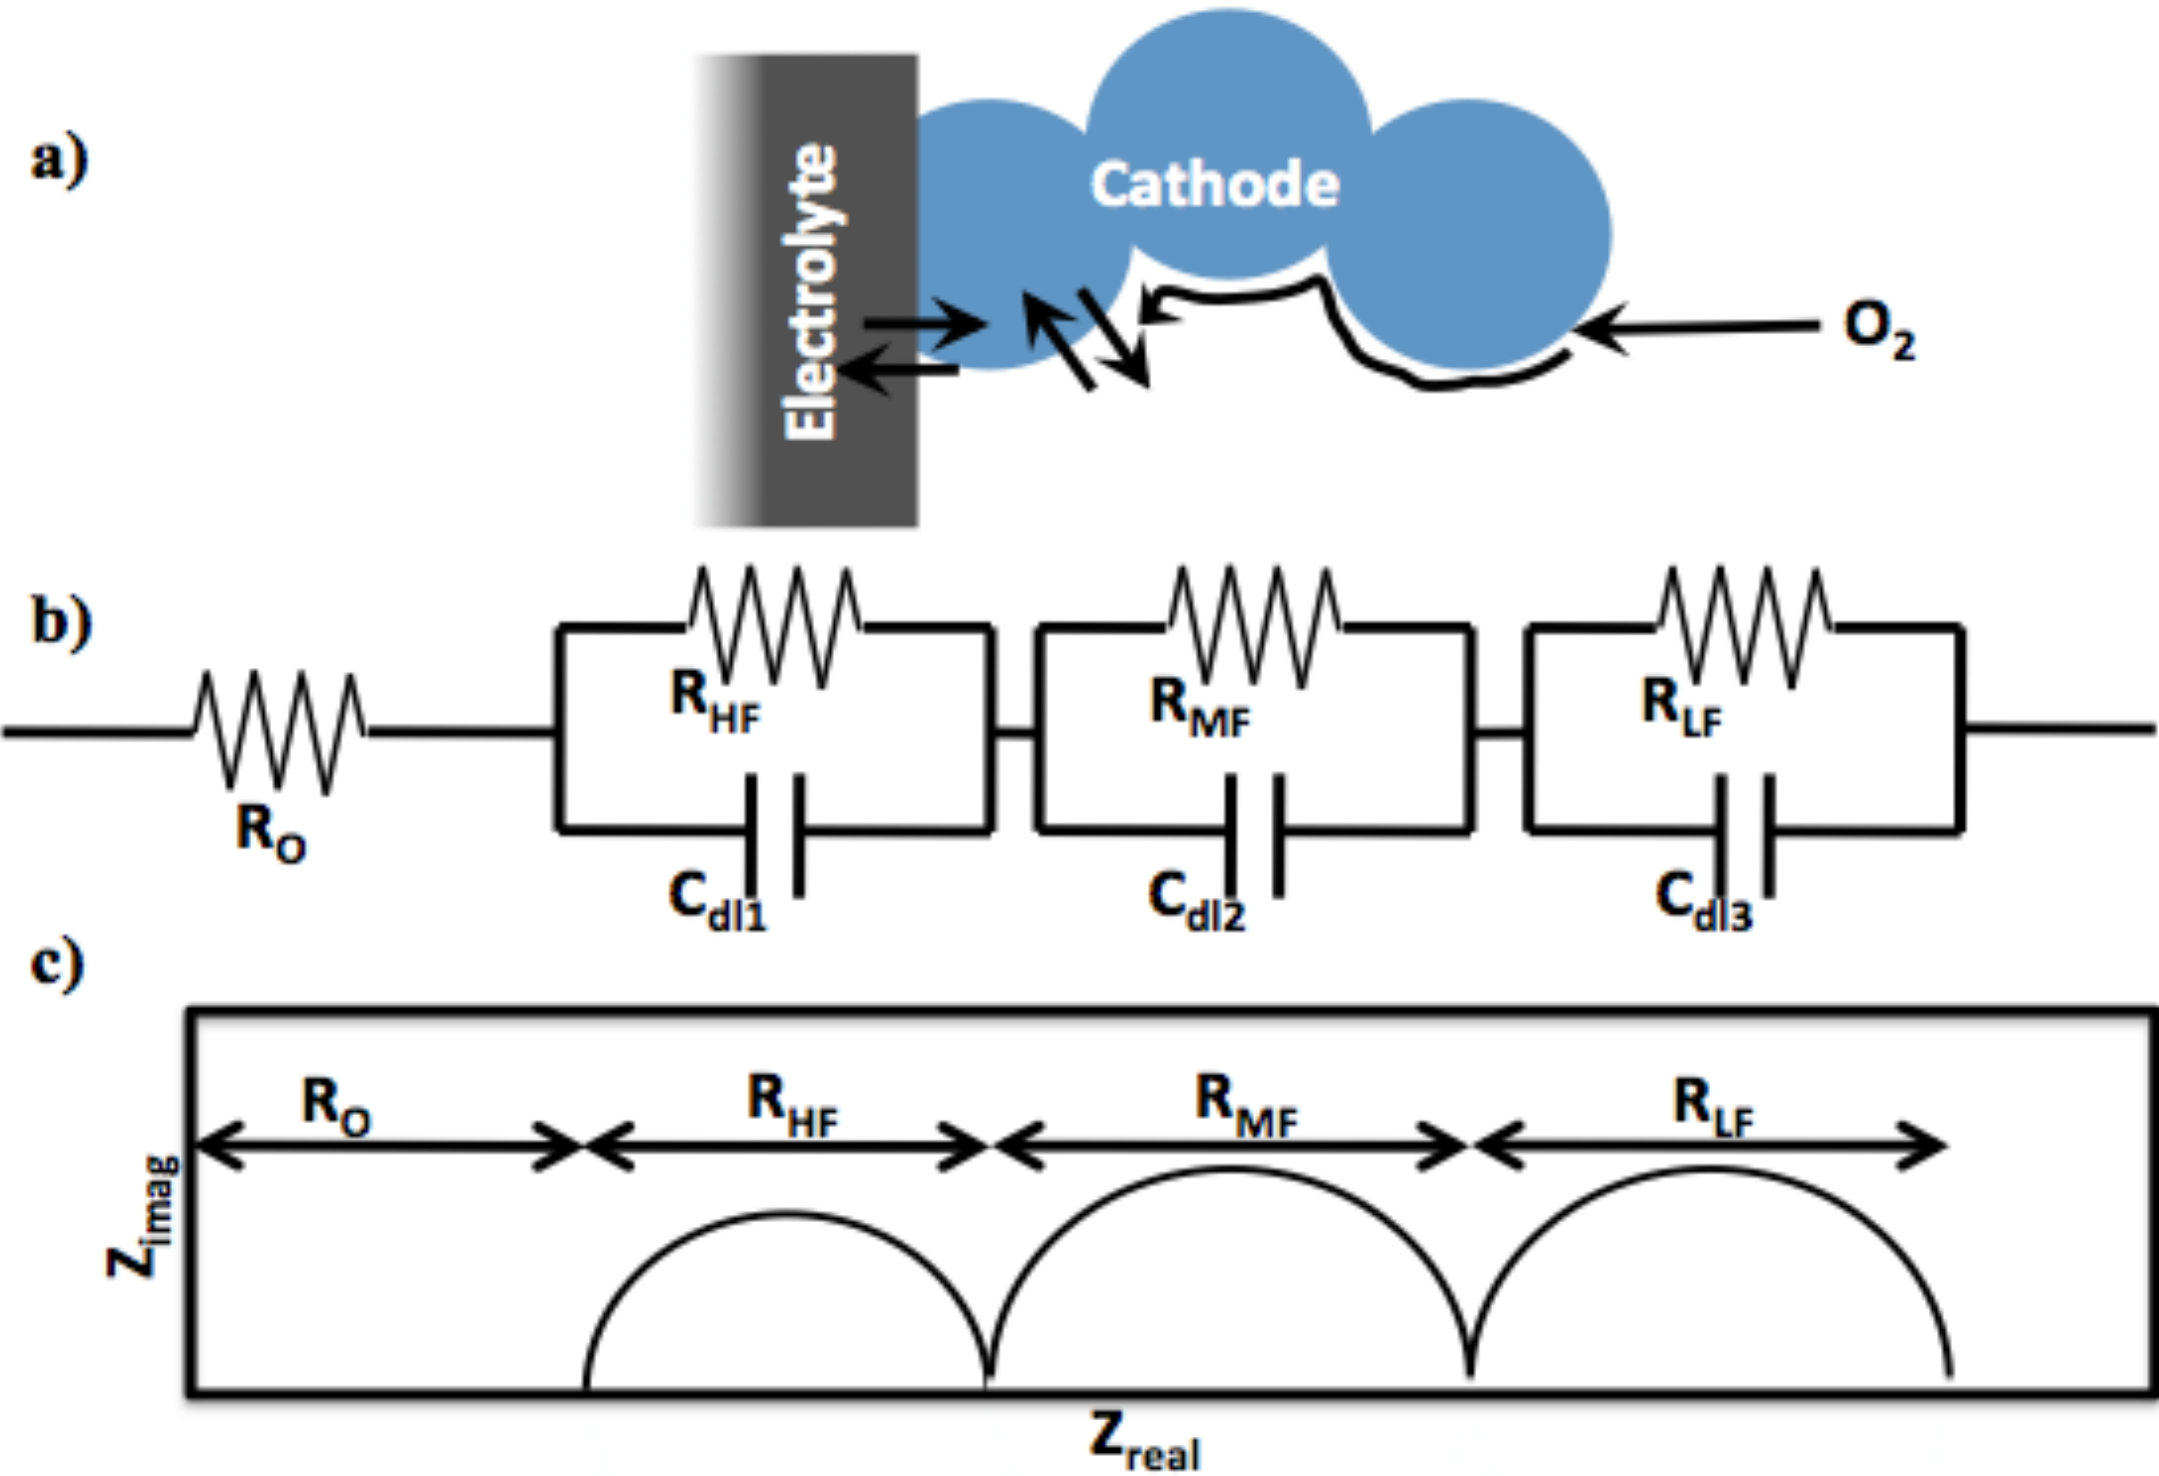 a)
Electrolyte
Cathode
O2
b)
RO
RHF
Cdl1
RMF
Cdl2
RLF
Cdl3
c)
RO
RHF
RMF
RLF
Zimag
Zreal